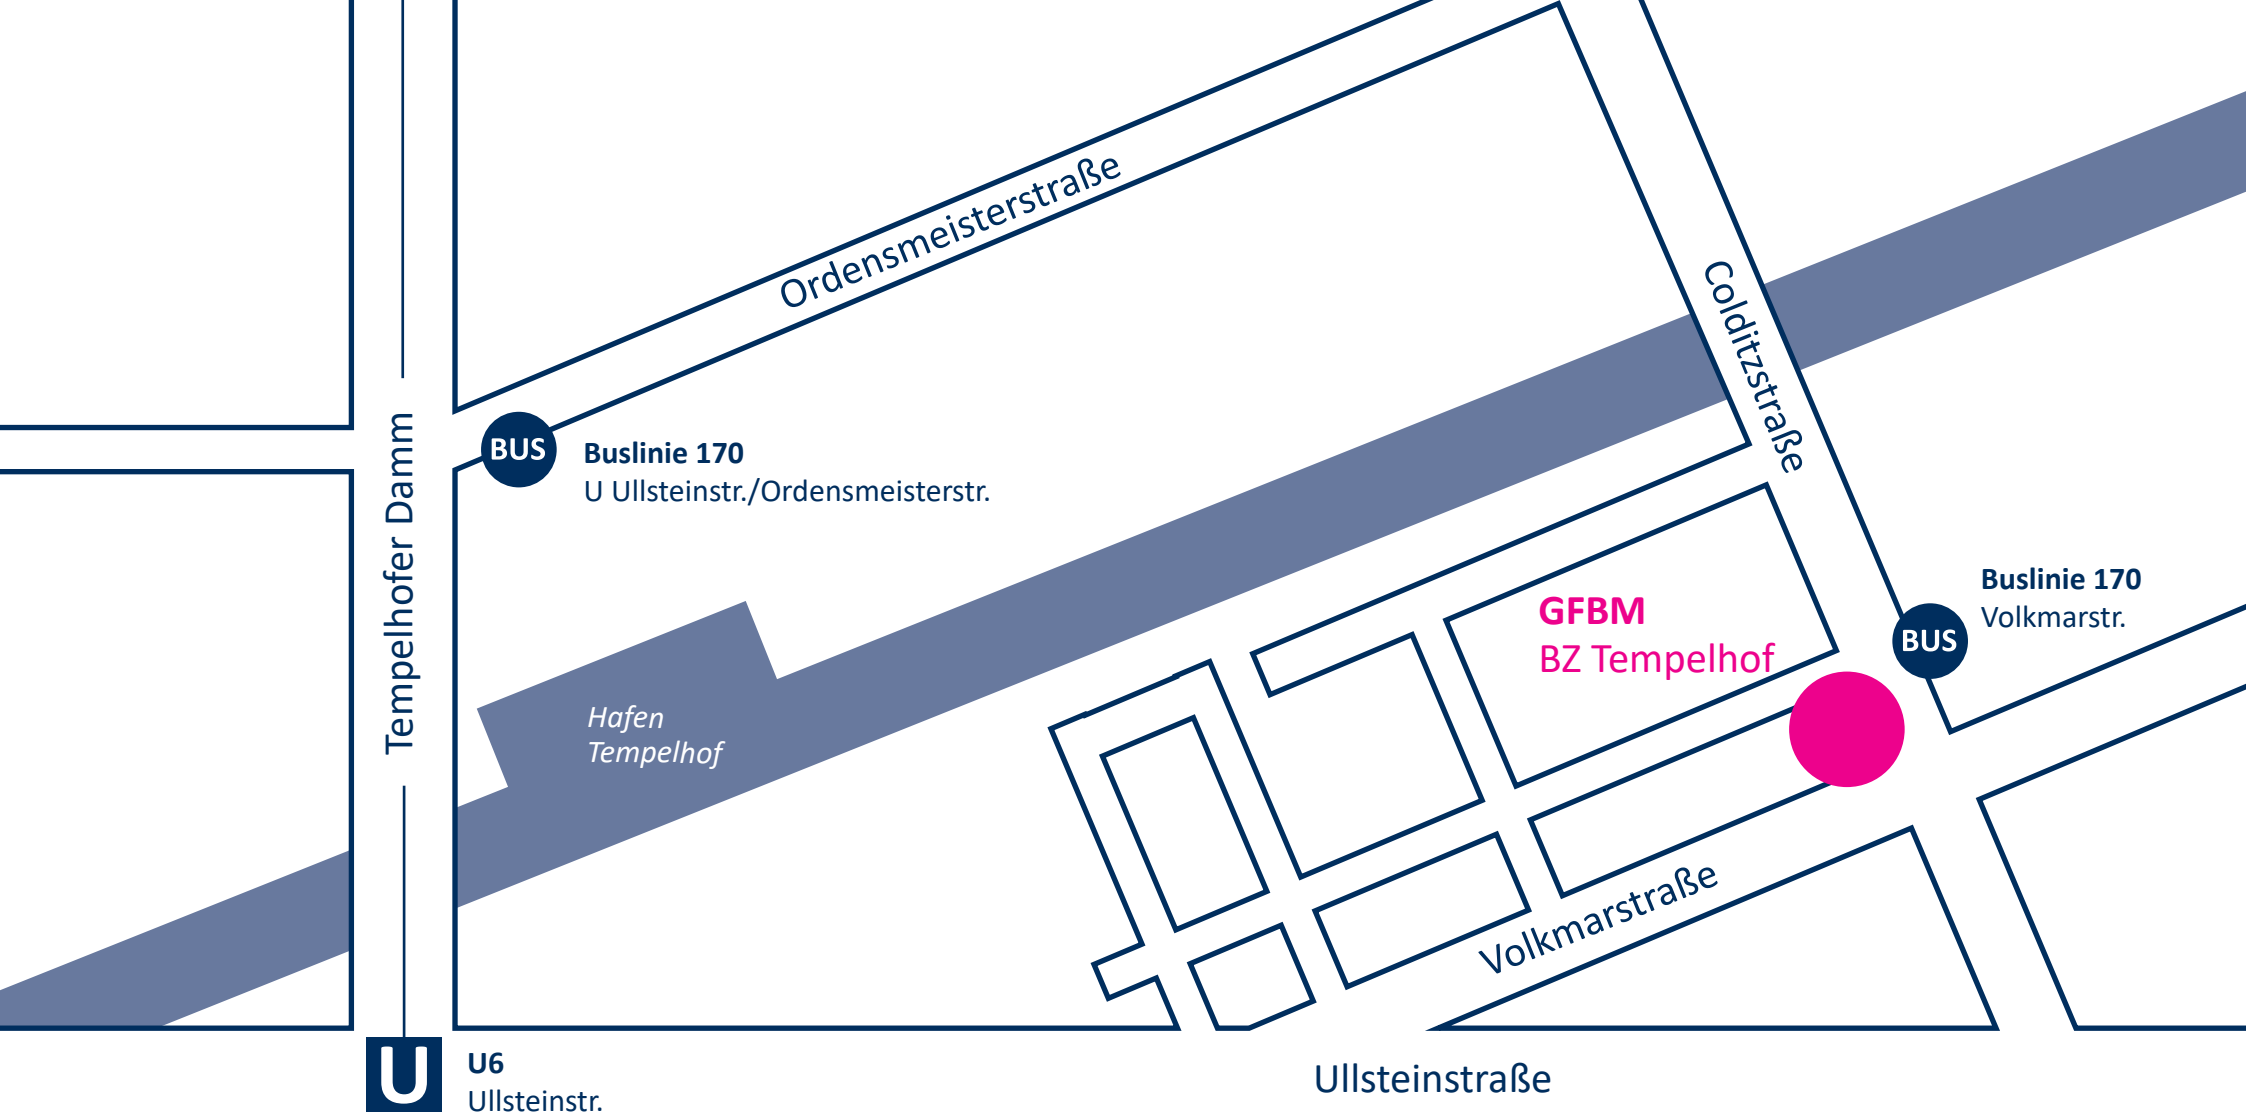 Ordensmeisterstraße
Colditzstraße
Tempelhofer Damm
BUS
Buslinie 170
U Ullsteinstr./Ordensmeisterstr.
GFBM
BZ Tempelhof
BUS
Buslinie 170
Volkmarstr.
Hafen
Tempelhof
Volkmarstraße
U
U6
Ullsteinstr.
Ullsteinstraße